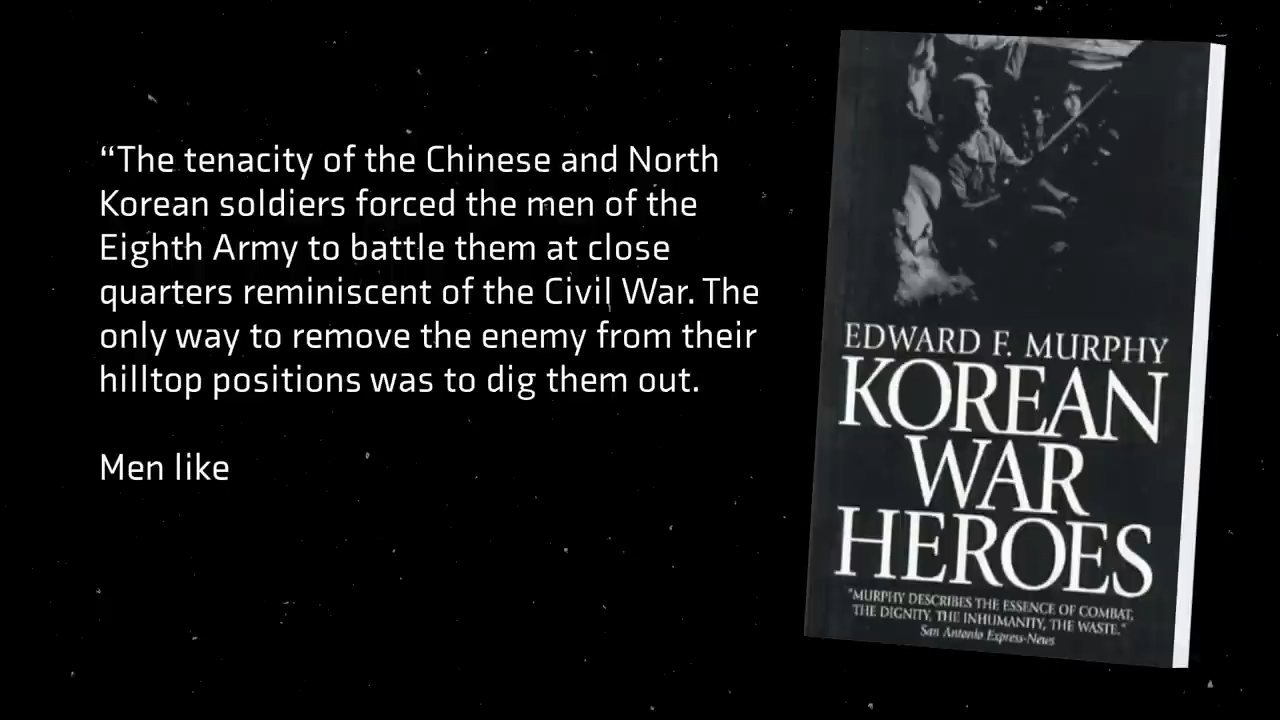 “The tenacity of the Chinese and North
Korean soldiers forced the men of the
Eighth Army to battle them at close
quarters reminiscent of the Civil War. The
only way to remove the enemy from their
hilltop positions was to dig them out.
Men like
EDWARD F. MURPHY
KOREAN
WAR
HEROES
"MURPHY DESCRIBES THE ESSENCE OF COMBAT,
THE DIGNITY, THE INHUMANITY, THE WASTE."
San Antonio Express-News